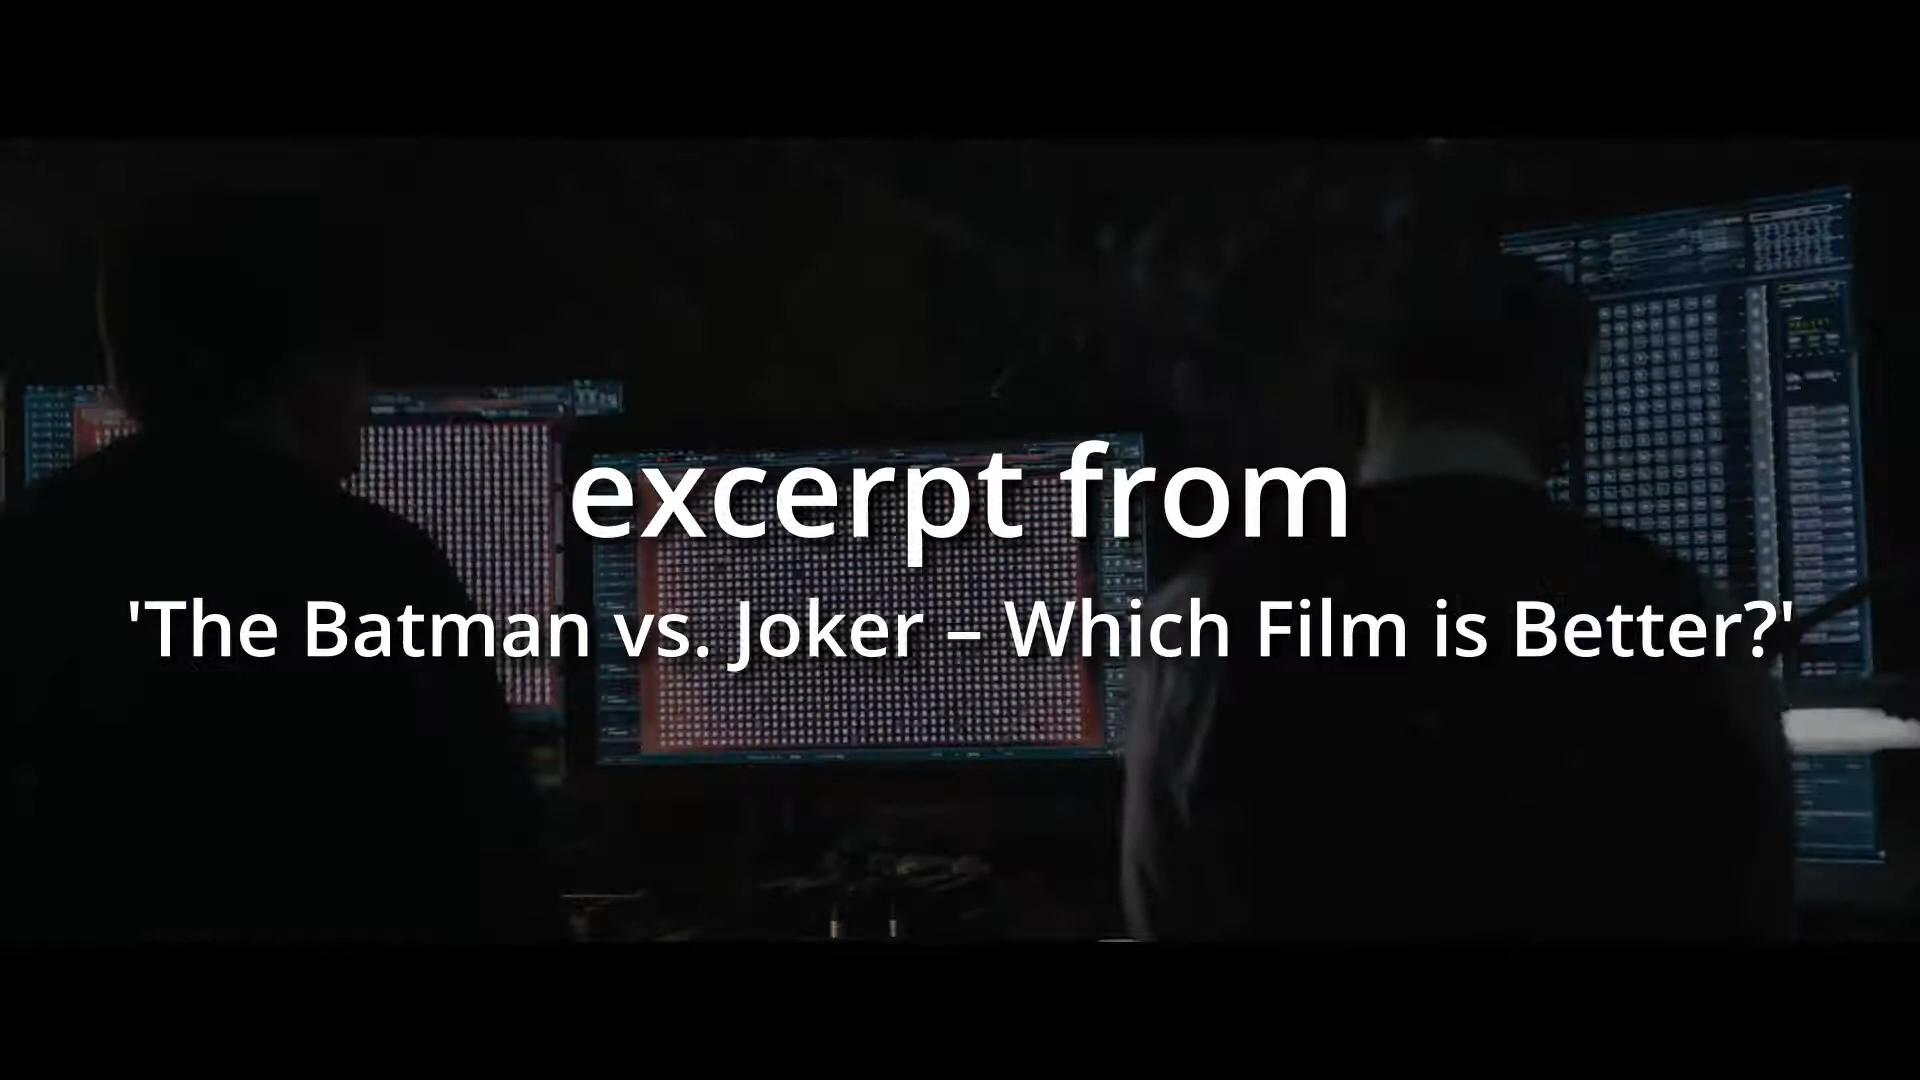 excerpt from
'The Batman vs. Joker – Which Film is Better?'